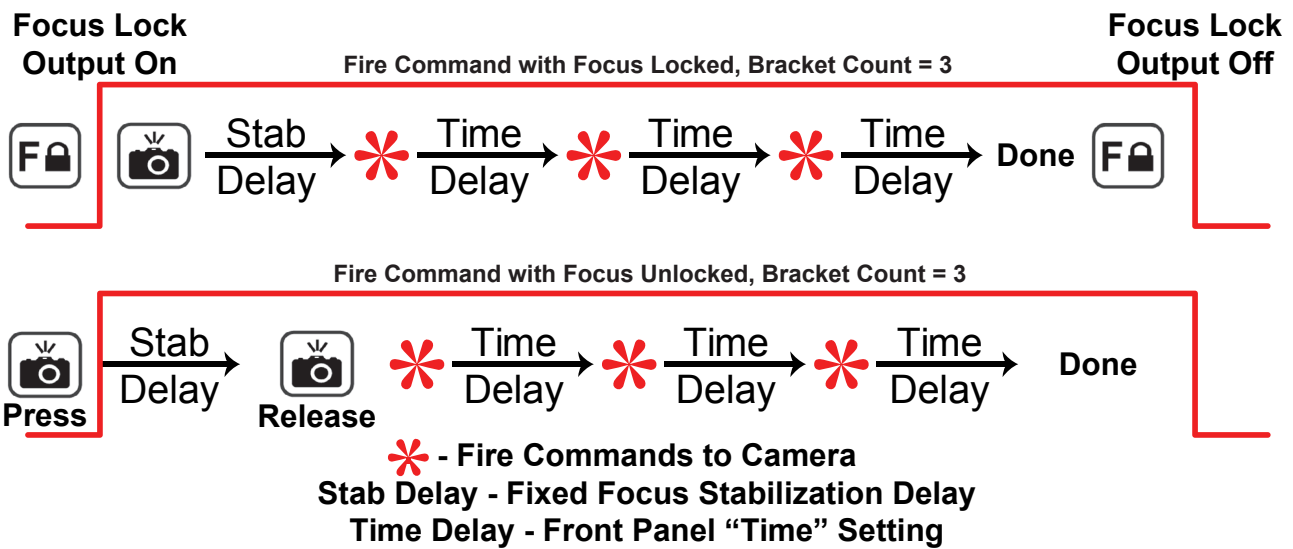 Focus Lock
Output On
Fire Command with Focus Locked, Bracket Count = 3
Focus Lock
Output Off
F
Stab
Delay
Time
Delay
Time
Delay
Time
Delay
Done
F
Fire Command with Focus Unlocked, Bracket Count = 3
Press
Stab
Delay
Release
Time
Delay
Time
Delay
Time
Delay
Done
* - Fire Commands to Camera
Stab Delay - Fixed Focus Stabilization Delay
Time Delay - Front Panel “Time” Setting